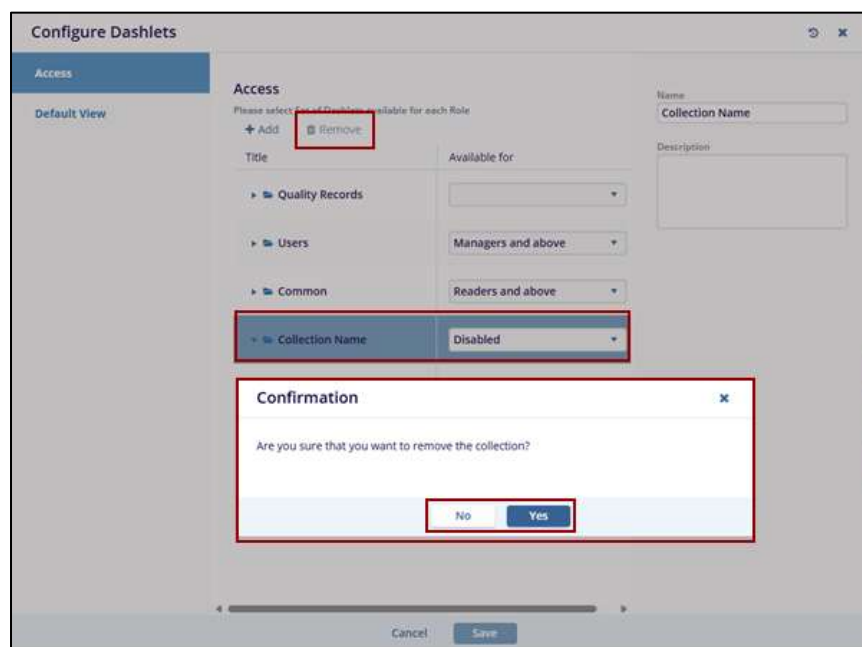 Configure Dashlets
Access
Default View
Access
Please select Set of Dashlets available for each Role
+ Add Remove
Title Available for
Quality Records
Users Managers and above
Common Readers and above
Collection Name Disabled
Name
Collection Name
Description
Confirmation
Are you sure that you want to remove the collection?
No Yes
Cancel Save